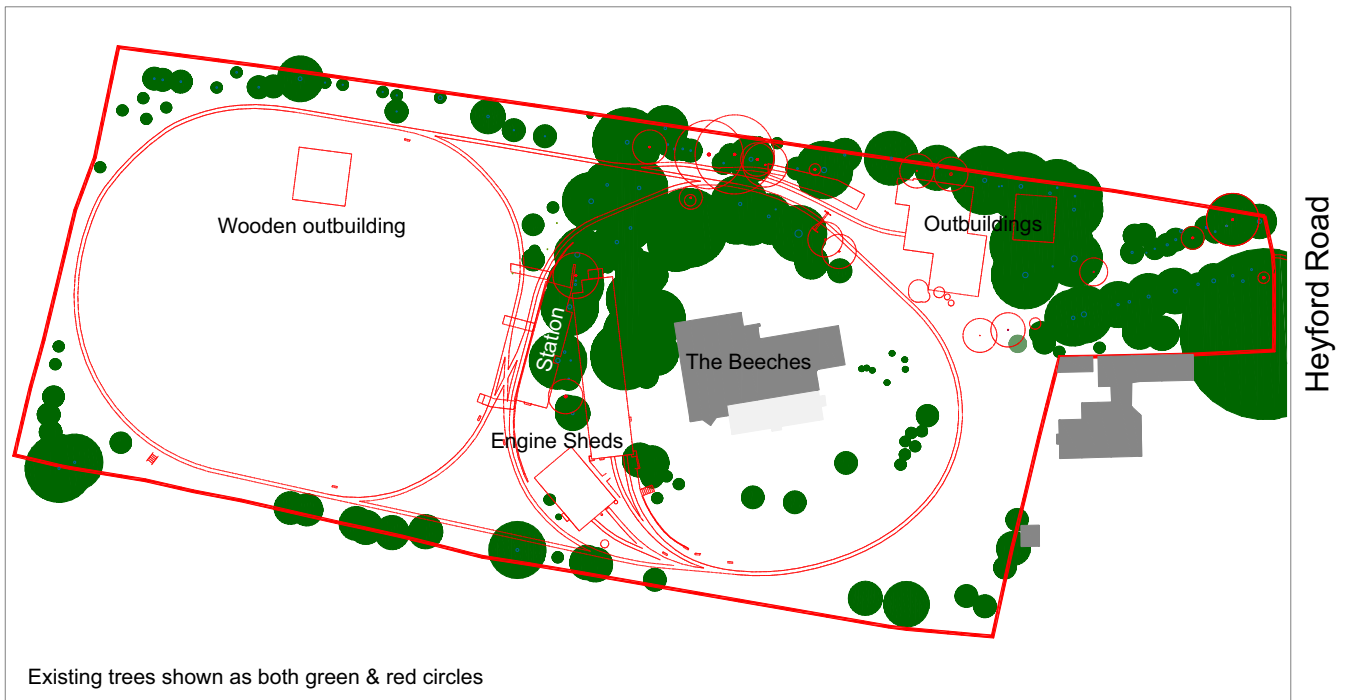 Wooden outbuilding
Outbuildings
Heyford Road
Station
The Beeches
Engine Sheds
Existing trees shown as both green & red circles